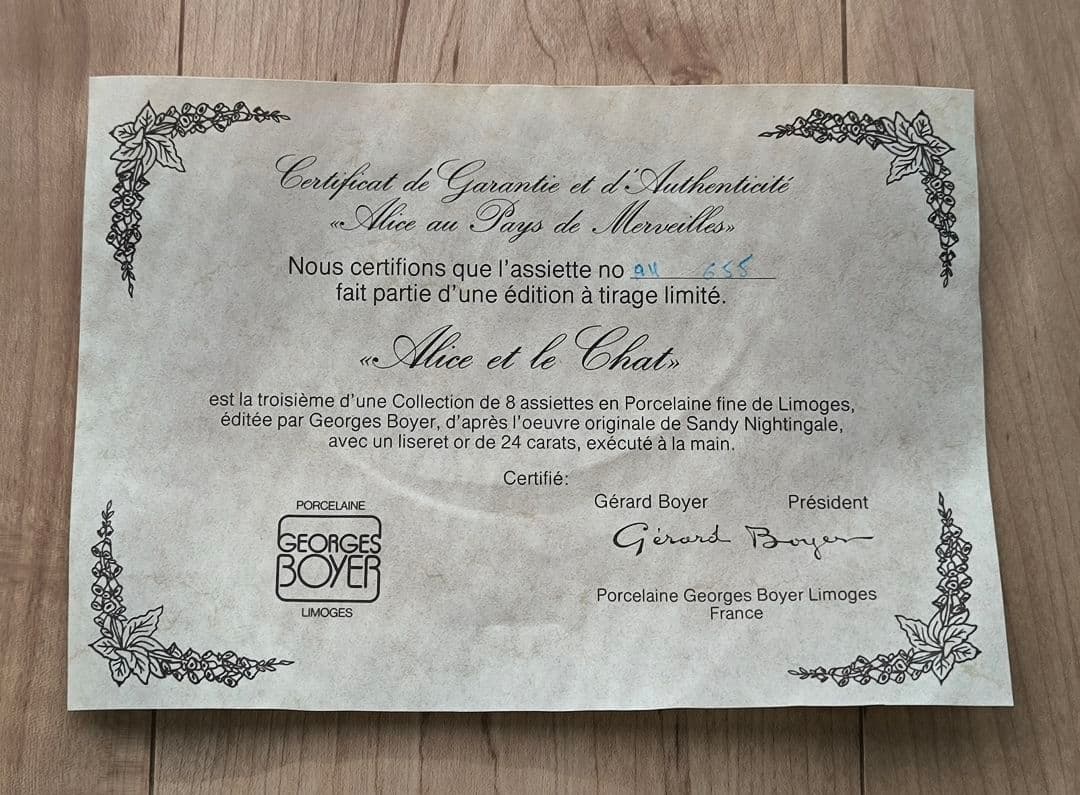 Certificat de Garantie et d'Authenticité
«Alice au Pays de Merveilles»
Nous certifions que l'assiette no 658
fait partie d'une édition à tirage limité.
«Alice et le Chat»
est la troisième d'une Collection de 8 assiettes en Porcelaine fine de Limoges,
éditée par Georges Boyer, d'après l'oeuvre originale de Sandy Nightingale,
avec un liseret or de 24 carats, exécuté à la main.
Certifié:
Gérard Boyer Président
Gérard Boyer
PORCELAINE
GEORGES
BOYER
LIMOGES
Porcelaine Georges Boyer Limoges
France